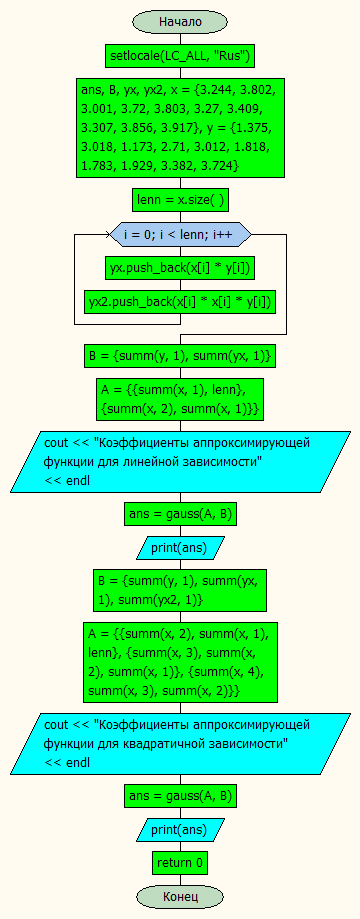 Начало
setlocale(LC_ALL, "Rus")
ans, B, yx, yx2, x = {3.244, 3.802,
3.001, 3.72, 3.803, 3.27, 3.409,
3.307, 3.856, 3.917}, y = {1.375,
3.018, 1.173, 2.71, 3.012, 1.818,
1.783, 1.929, 3.382, 3.724}
lenn = x.size( )
i = 0; i < lenn; i++
yx.push_back(x[i] * y[i])
yx2.push_back(x[i] * x[i] * y[i])
B = {summ(y, 1), summ(yx, 1)}
A = {{summ(x, 1), lenn},
{summ(x, 2), summ(x, 1)}}
cout << "Коэффициенты аппроксимирующей
функции для линейной зависимости"
<< endl
ans = gauss(A, B)
print(ans)
B = {summ(y, 1), summ(yx,
1), summ(yx2, 1)}
A = {{summ(x, 2), summ(x, 1),
lenn}, {summ(x, 3), summ(x,
2), summ(x, 1)}, {summ(x, 4),
summ(x, 3), summ(x, 2)}}
cout << "Коэффициенты аппроксимирующей
функции для квадратичной зависимости"
<< endl
ans = gauss(A, B)
print(ans)
return 0
Конец